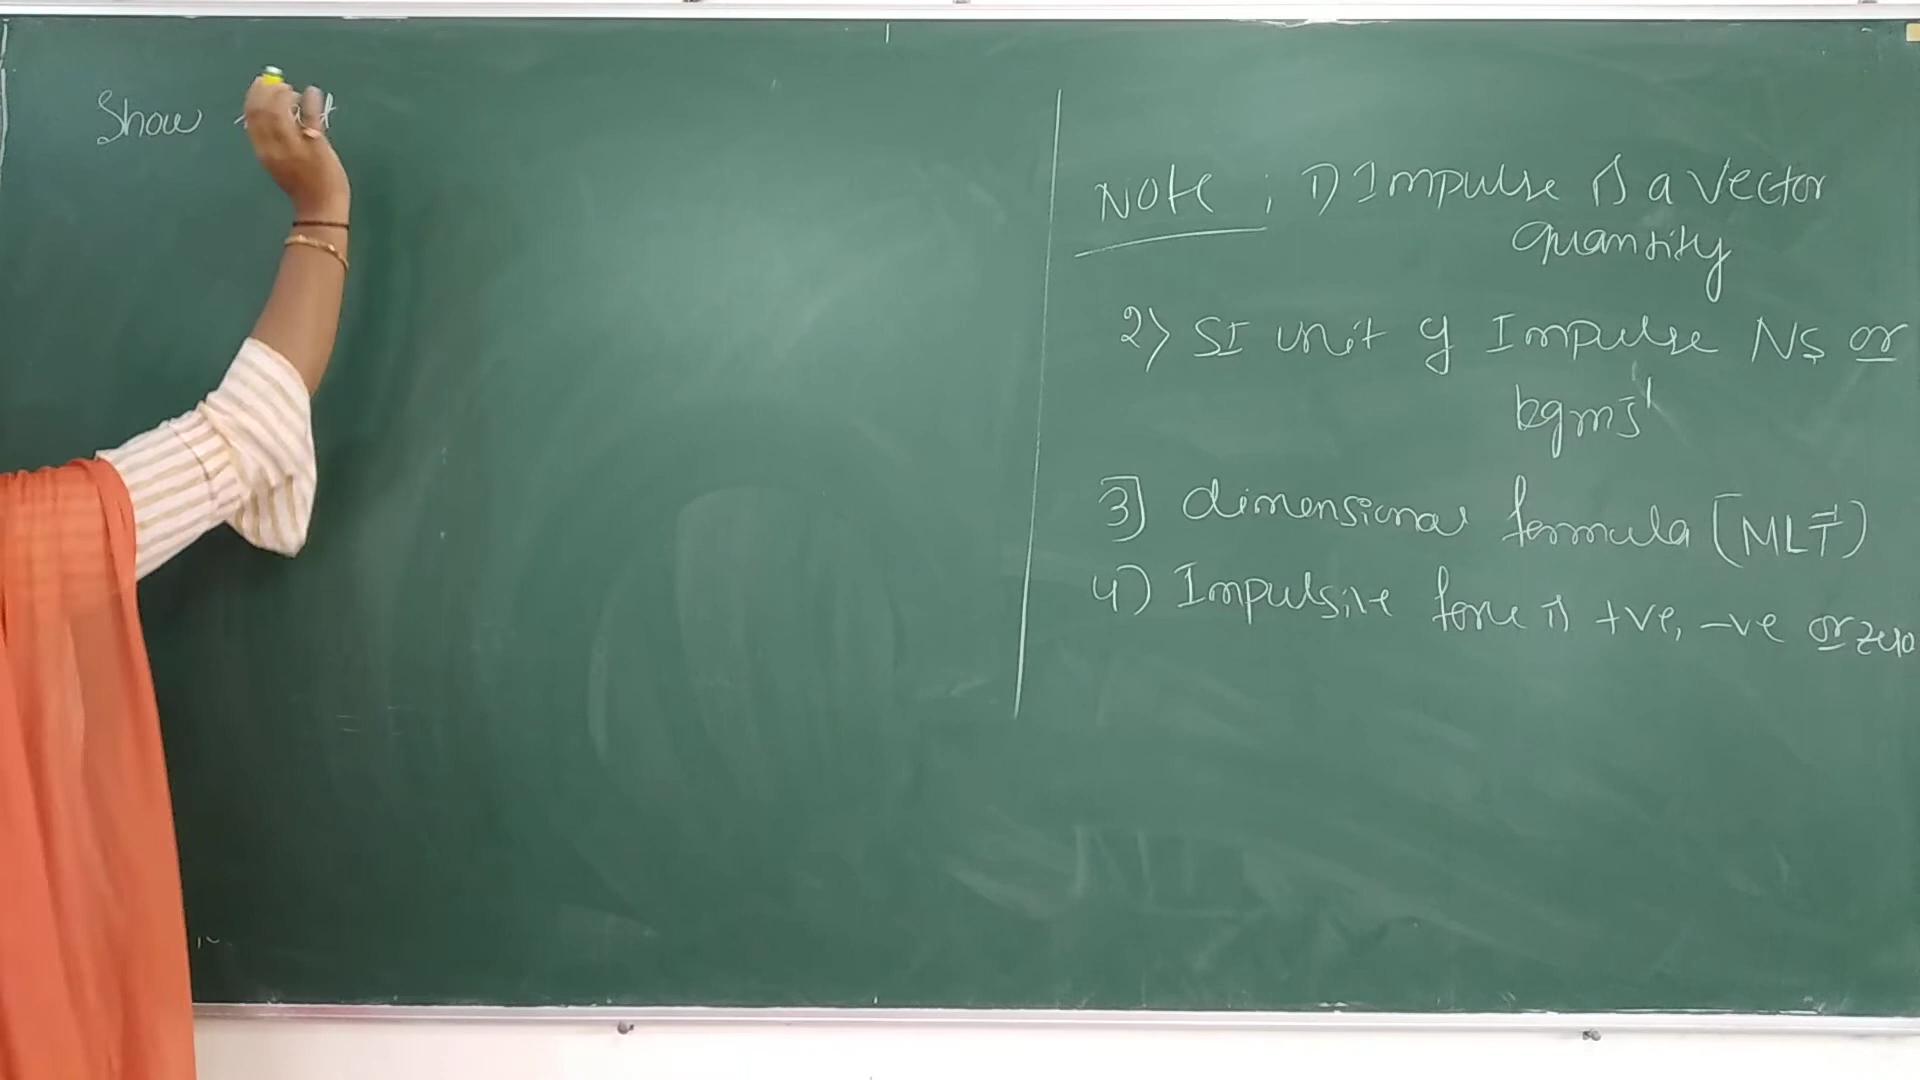 Show that
Note ; 1) Impulse is a vector
quantity
2) SI unit of Impulse NS or
kgms⁻¹
3] dimensional formula (MLT⁻¹)
4) Impulsive force is +ve, -ve or zero